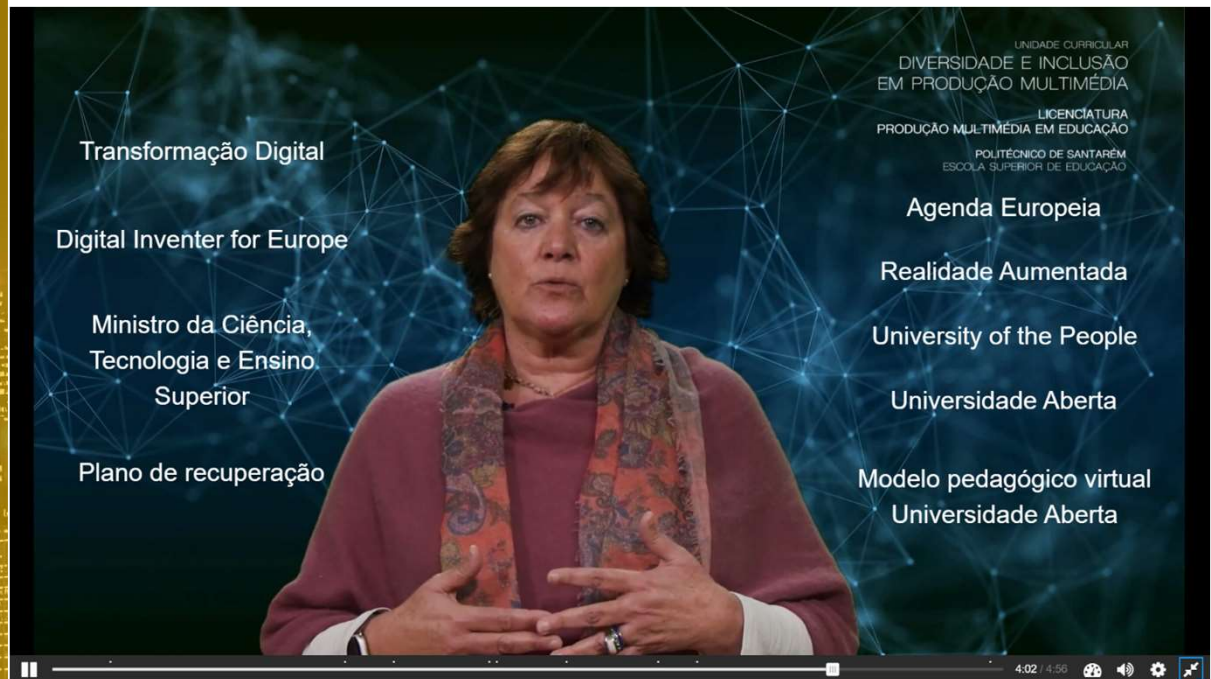 UNIDADE CURRICULAR
DIVERSIDADE E INCLUSÃO
EM PRODUÇÃO MULTIMÉDIA
LICENCIATURA
PRODUÇÃO MULTIMÉDIA EM EDUCAÇÃO
POLITÉCNICO DE SANTARÉM
ESCOLA SUPERIOR DE EDUCAÇÃO
Transformação Digital
Digital Inventer for Europe
Ministro da Ciência,
Tecnologia e Ensino
Superior
Plano de recuperação
Agenda Europeia
Realidade Aumentada
University of the People
Universidade Aberta
Modelo pedagógico virtual
Universidade Aberta
4:02 / 4:56